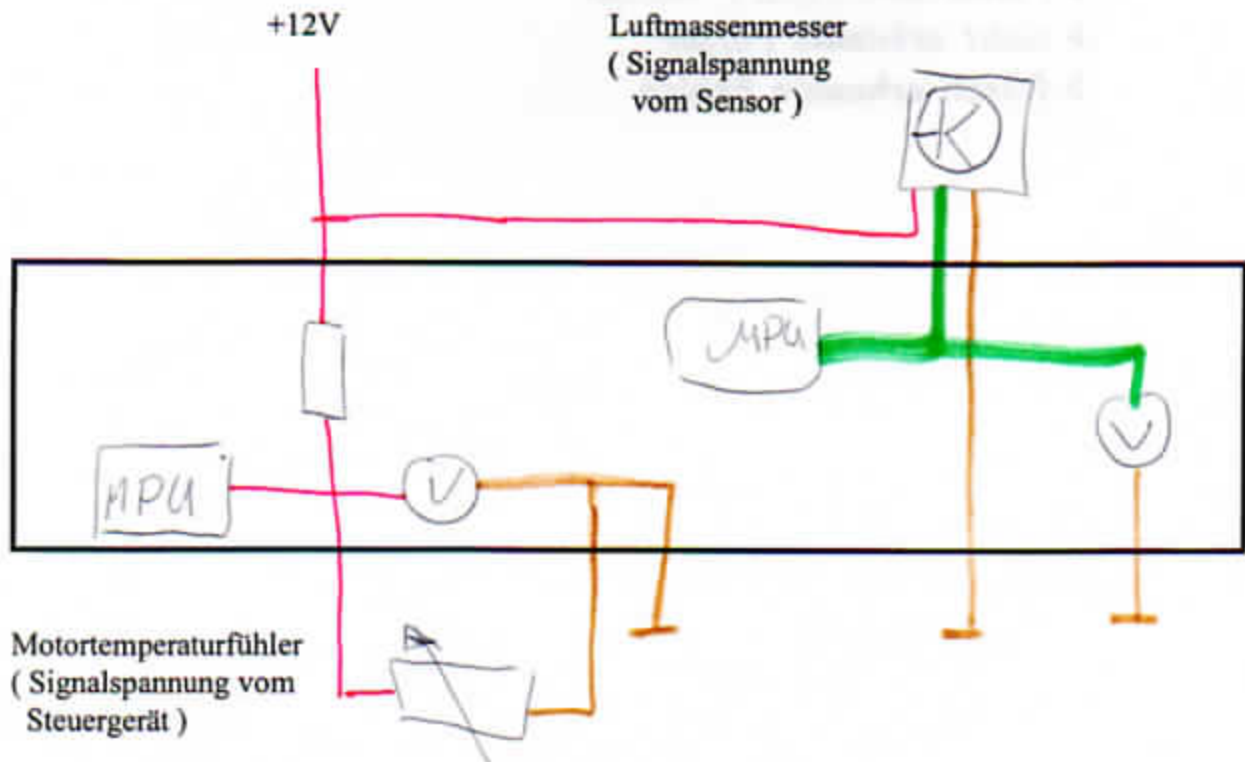 +12V
Luftmassenmesser
( Signalspannung
vom Sensor )
K
MPU
MPU
V
V
Motortemperaturfühler
( Signalspannung vom
Steuergerät )